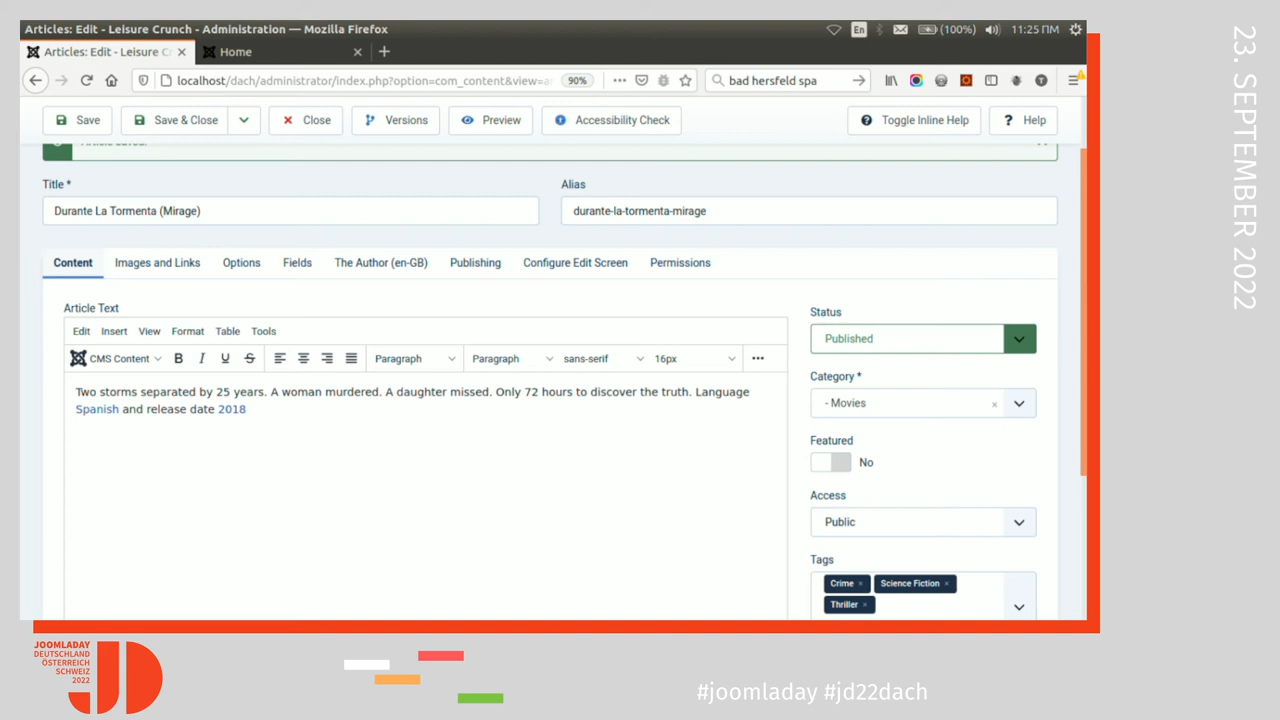 Articles: Edit - Leisure Crunch - Administration — Mozilla Firefox
En
(100%)
11:25 ПМ
Articles: Edit - Leisure C
Home
localhost/dach/administrator/index.php?option=com_content&view=a
90%
bad hersfeld spa
Save
Save & Close
Close
Versions
Preview
Accessibility Check
Toggle Inline Help
Help
Article saved.
Title *
Alias
Durante La Tormenta (Mirage)
durante-la-tormenta-mirage
Content
Images and Links
Options
Fields
The Author (en-GB)
Publishing
Configure Edit Screen
Permissions
Article Text
Edit Insert View Format Table Tools
CMS Content B I U S Paragraph Paragraph sans-serif 16px
Two storms separated by 25 years. A woman murdered. A daughter missed. Only 72 hours to discover the truth. Language
Spanish and release date 2018
Status
Published
Category *
- Movies
Featured
No
Access
Public
Tags
Crime × Science Fiction ×
Thriller ×
23. SEPTEMBER 2022
JOOMLADAY
DEUTSCHLAND
ÖSTERREICH
SCHWEIZ
2022
JD
#joomladay #jd22dach